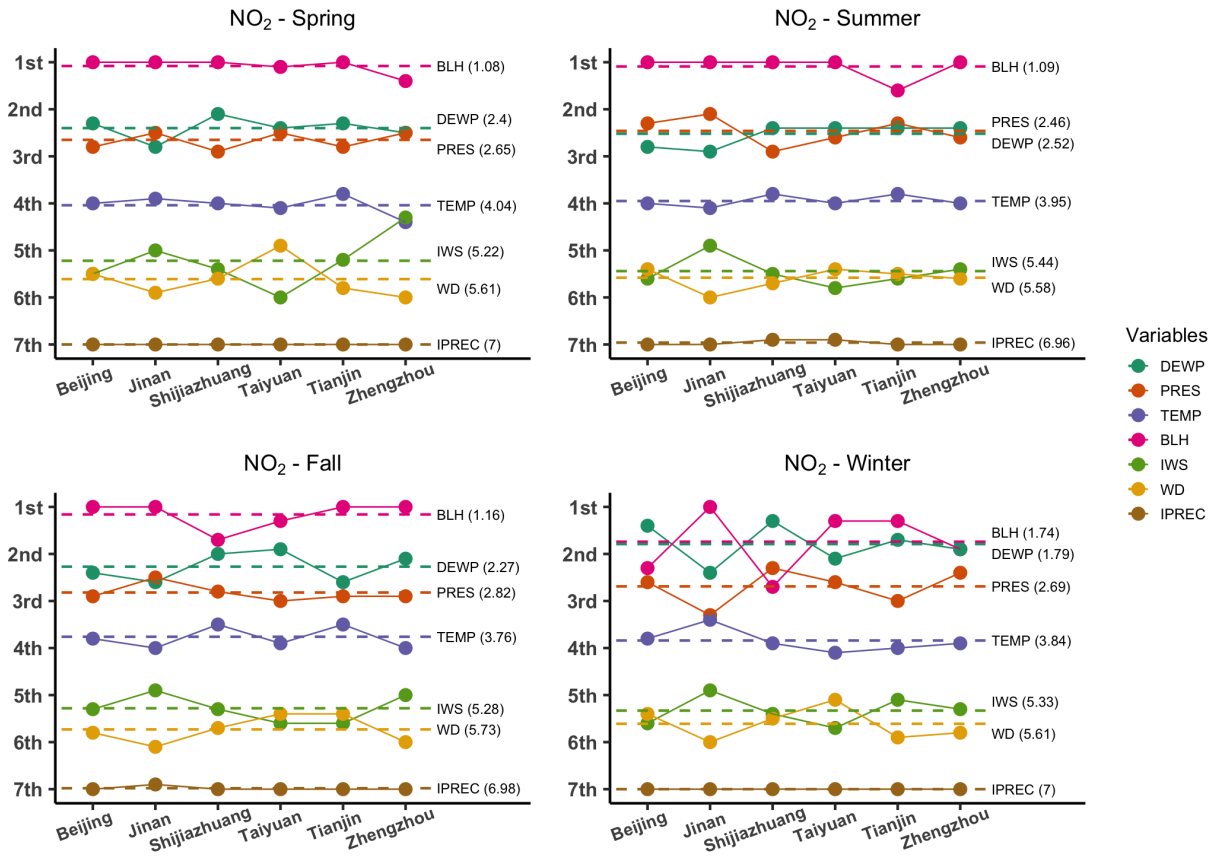 NO₂ - Spring
1st
2nd
3rd
4th
5th
6th
7th
BLH (1.08)
DEWP (2.4)
PRES (2.65)
TEMP (4.04)
IWS (5.22)
WD (5.61)
IPREC (7)
Beijing
Jinan
Shijiazhuang
Taiyuan
Tianjin
Zhengzhou
NO₂ - Summer
1st
2nd
3rd
4th
5th
6th
7th
BLH (1.09)
PRES (2.46)
DEWP (2.52)
TEMP (3.95)
IWS (5.44)
WD (5.58)
IPREC (6.96)
Beijing
Jinan
Shijiazhuang
Taiyuan
Tianjin
Zhengzhou
NO₂ - Fall
1st
2nd
3rd
4th
5th
6th
7th
BLH (1.16)
DEWP (2.27)
PRES (2.82)
TEMP (3.76)
IWS (5.28)
WD (5.73)
IPREC (6.98)
Beijing
Jinan
Shijiazhuang
Taiyuan
Tianjin
Zhengzhou
NO₂ - Winter
1st
2nd
3rd
4th
5th
6th
7th
BLH (1.74)
DEWP (1.79)
PRES (2.69)
TEMP (3.84)
IWS (5.33)
WD (5.61)
IPREC (7)
Beijing
Jinan
Shijiazhuang
Taiyuan
Tianjin
Zhengzhou
Variables
DEWP
PRES
TEMP
BLH
IWS
WD
IPREC